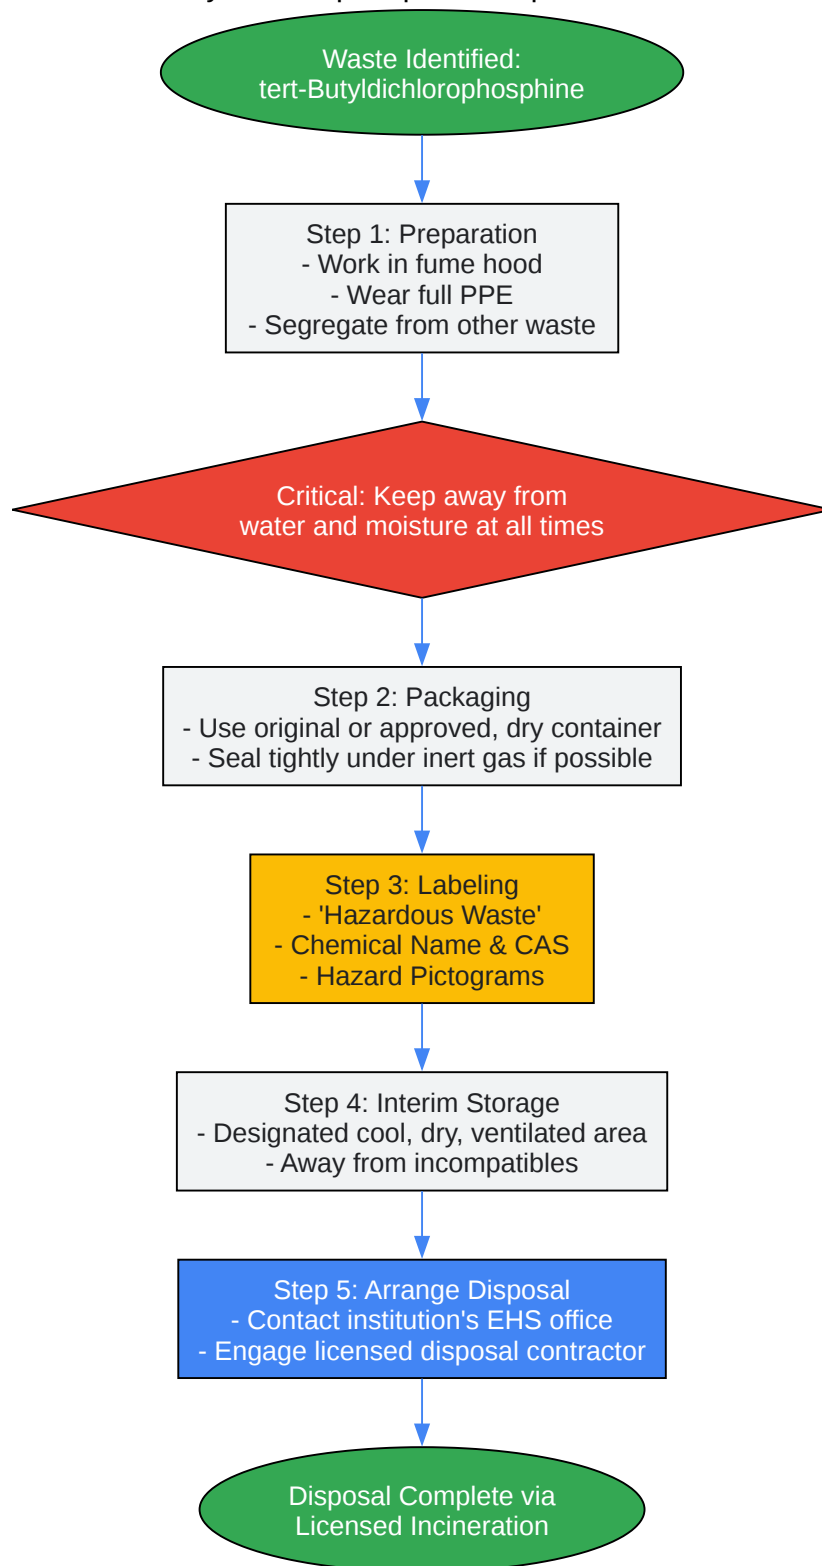 Waste Identified:
tert-Butyldichlorophosphine
Step 1: Preparation
- Work in fume hood
- Wear full PPE
- Segregate from other waste
Critical: Keep away from
water and moisture at all times
Step 2: Packaging
- Use original or approved, dry container
- Seal tightly under inert gas if possible
Step 3: Labeling
- 'Hazardous Waste'
- Chemical Name & CAS
- Hazard Pictograms
Step 4: Interim Storage
- Designated cool, dry, ventilated area
- Away from incompatibles
Step 5: Arrange Disposal
- Contact institution's EHS office
- Engage licensed disposal contractor
Disposal Complete via
Licensed Incineration